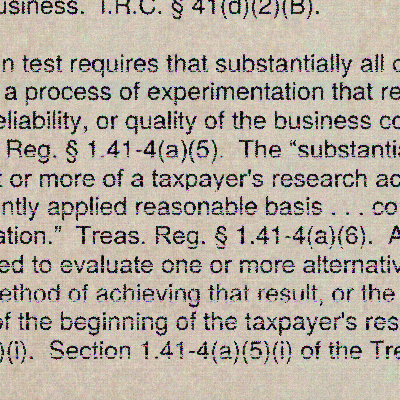 usiness. I.R.C. § 41(d)(2)(B).
n test requires that substantially all o
a process of experimentation that re
eliability, or quality of the business co
Reg. § 1.41-4(a)(5). The “substantia
t or more of a taxpayer's research ac
ntly applied reasonable basis . . . co
ation.” Treas. Reg. § 1.41-4(a)(6). A
ed to evaluate one or more alternativ
ethod of achieving that result, or the
of the beginning of the taxpayer's res
)(i). Section 1.41-4(a)(5)(i) of the Tre